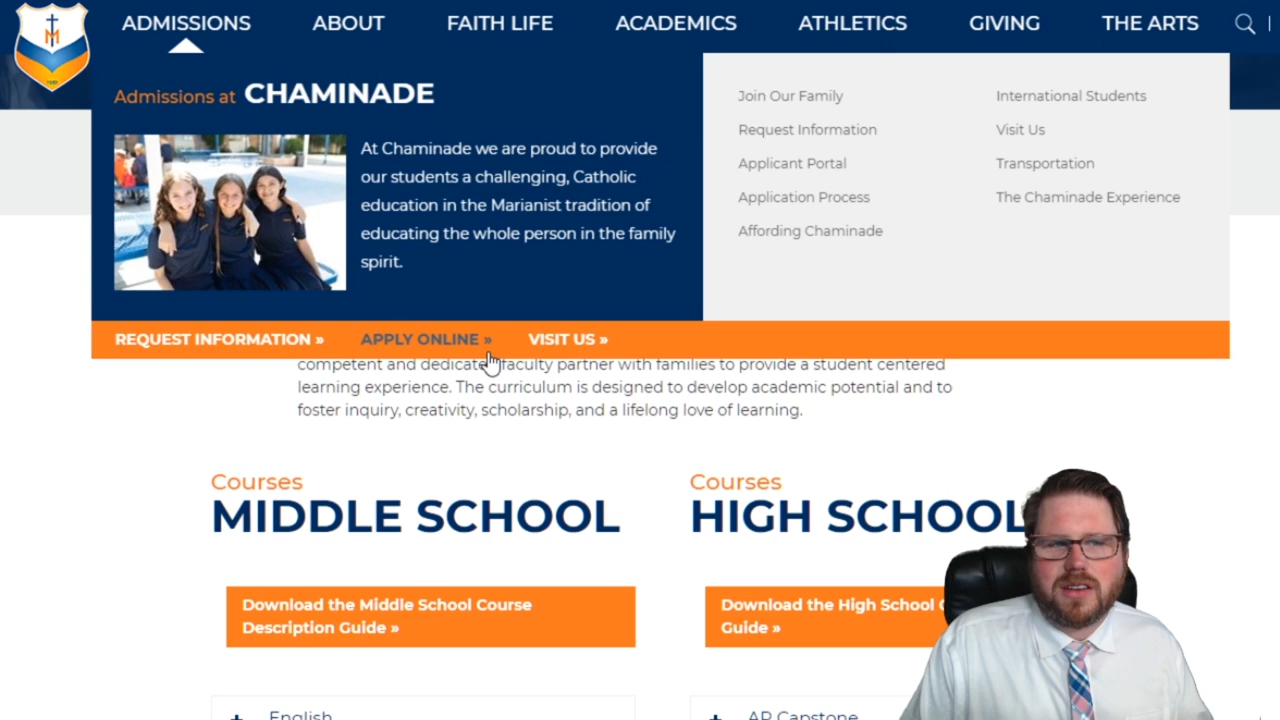 ADMISSIONS ABOUT FAITH LIFE ACADEMICS ATHLETICS GIVING THE ARTS
Admissions at CHAMINADE
At Chaminade we are proud to provide
our students a challenging, Catholic
education in the Marianist tradition of
educating the whole person in the family
spirit.
Join Our Family
Request Information
Applicant Portal
Application Process
Affording Chaminade
International Students
Visit Us
Transportation
The Chaminade Experience
REQUEST INFORMATION » APPLY ONLINE » VISIT US »
competent and dedicated faculty partner with families to provide a student centered
learning experience. The curriculum is designed to develop academic potential and to
foster inquiry, creativity, scholarship, and a lifelong love of learning.
Courses
MIDDLE SCHOOL
Download the Middle School Course
Description Guide »
+ English
Courses
HIGH SCHOOL
Download the High School
Guide »
+ AP Capstone